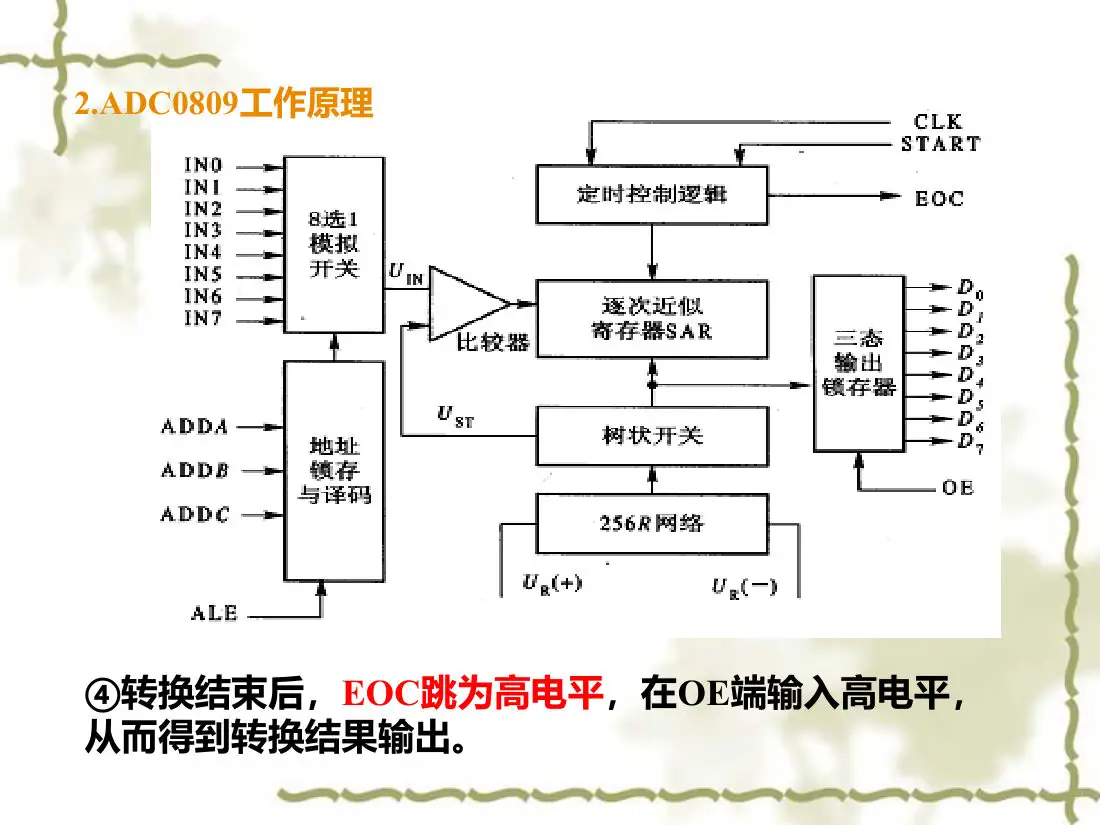 2.ADC0809工作原理
CLK
START
EOC
定时控制逻辑
IN0
IN1
IN2
IN3
IN4
IN5
IN6
IN7
8选1
模拟
开关
UIN
比较器
逐次近似
寄存器SAR
三态
输出
锁存器
D0
D1
D2
D3
D4
D5
D6
D7
OE
UST
树状开关
256R网络
UR(+)
UR(−)
ADDA
ADDB
ADDC
地址
锁存
与译码
ALE
④转换结束后，EOC跳为高电平，在OE端输入高电平，
从而得到转换结果输出。